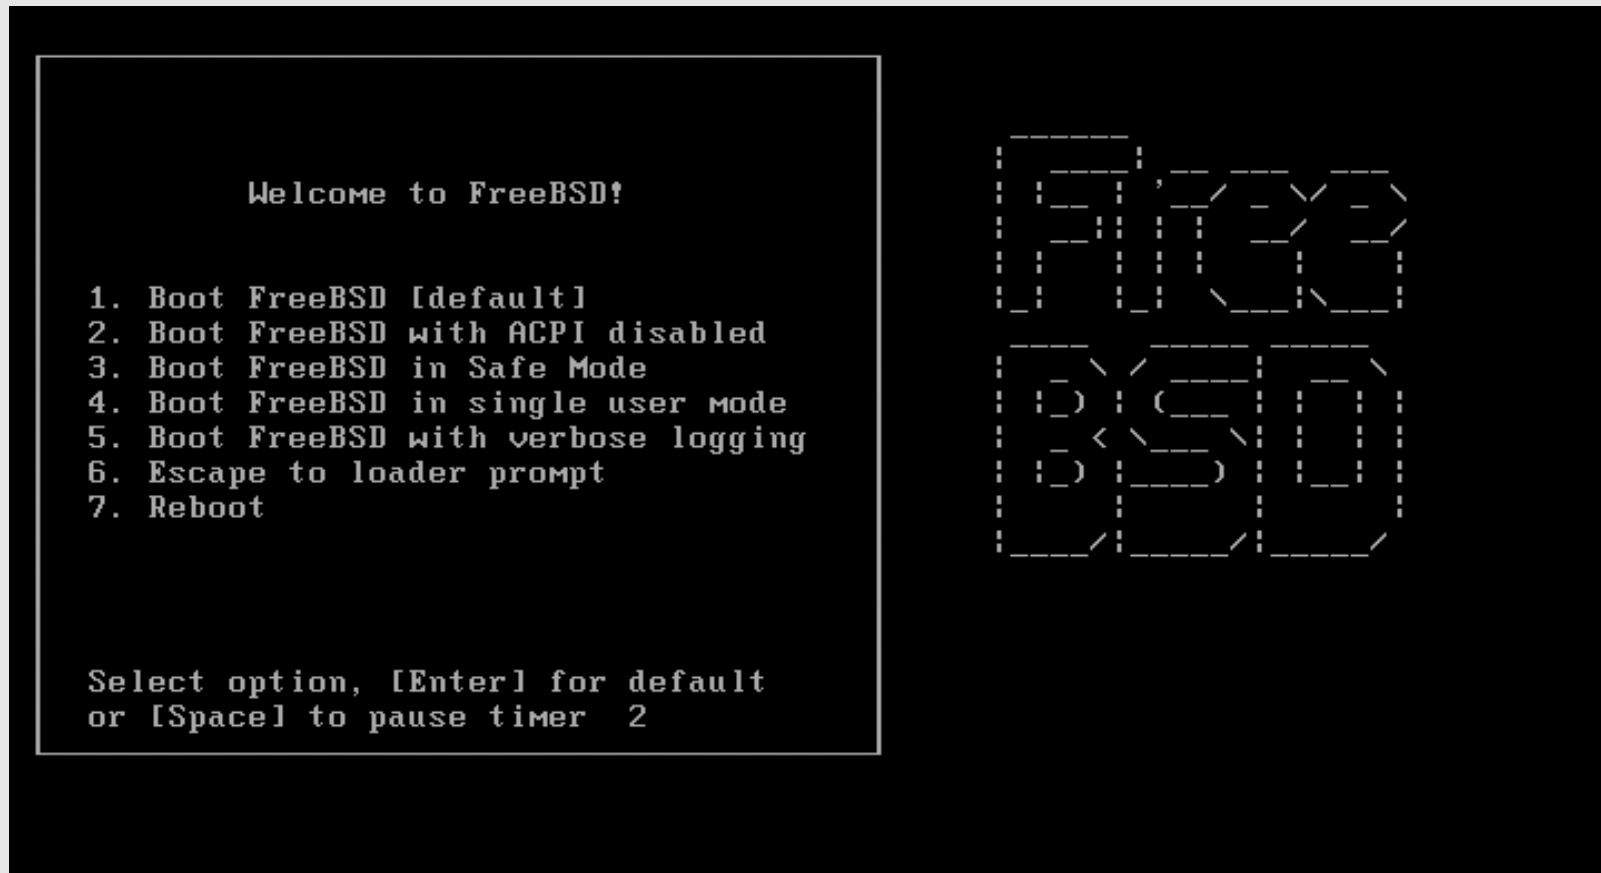 Welcome to FreeBSD!
1. Boot FreeBSD [default]
2. Boot FreeBSD with ACPI disabled
3. Boot FreeBSD in Safe Mode
4. Boot FreeBSD in single user mode
5. Boot FreeBSD with verbose logging
6. Escape to loader prompt
7. Reboot
Select option, [Enter] for default
or [Space] to pause timer  2
Free
BSD